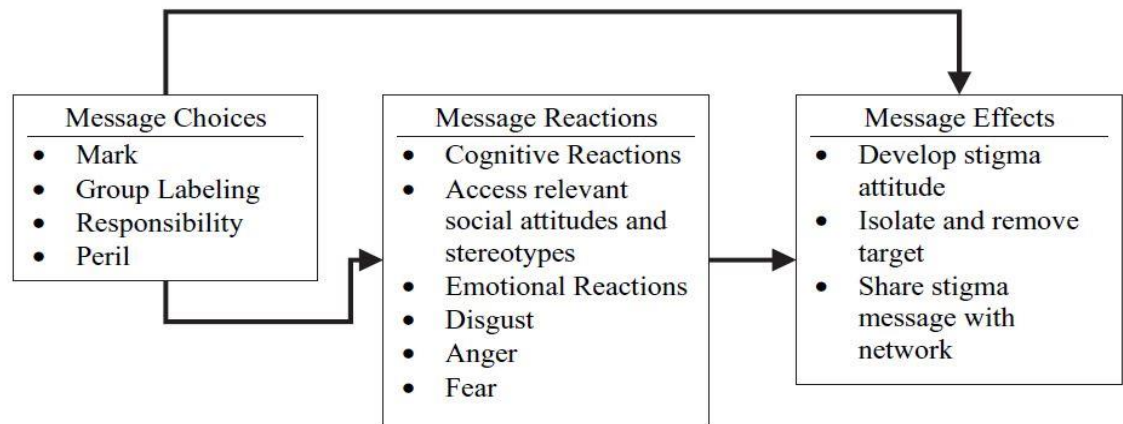 Message Choices
• Mark
• Group Labeling
• Responsibility
• Peril
Message Reactions
• Cognitive Reactions
• Access relevant
social attitudes and
stereotypes
• Emotional Reactions
• Disgust
• Anger
• Fear
Message Effects
• Develop stigma
attitude
• Isolate and remove
target
• Share stigma
message with
network